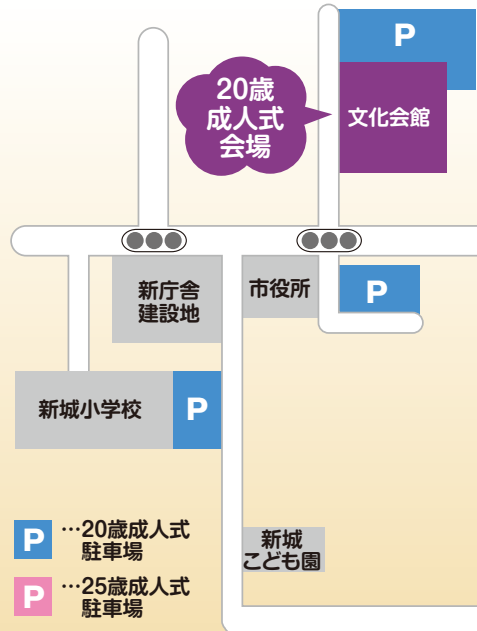 P
20歳
成人式
会場
文化会館
新庁舎
建設地
市役所
P
新城小学校
P
新城
こども園
P …20歳成人式
駐車場
P …25歳成人式
駐車場